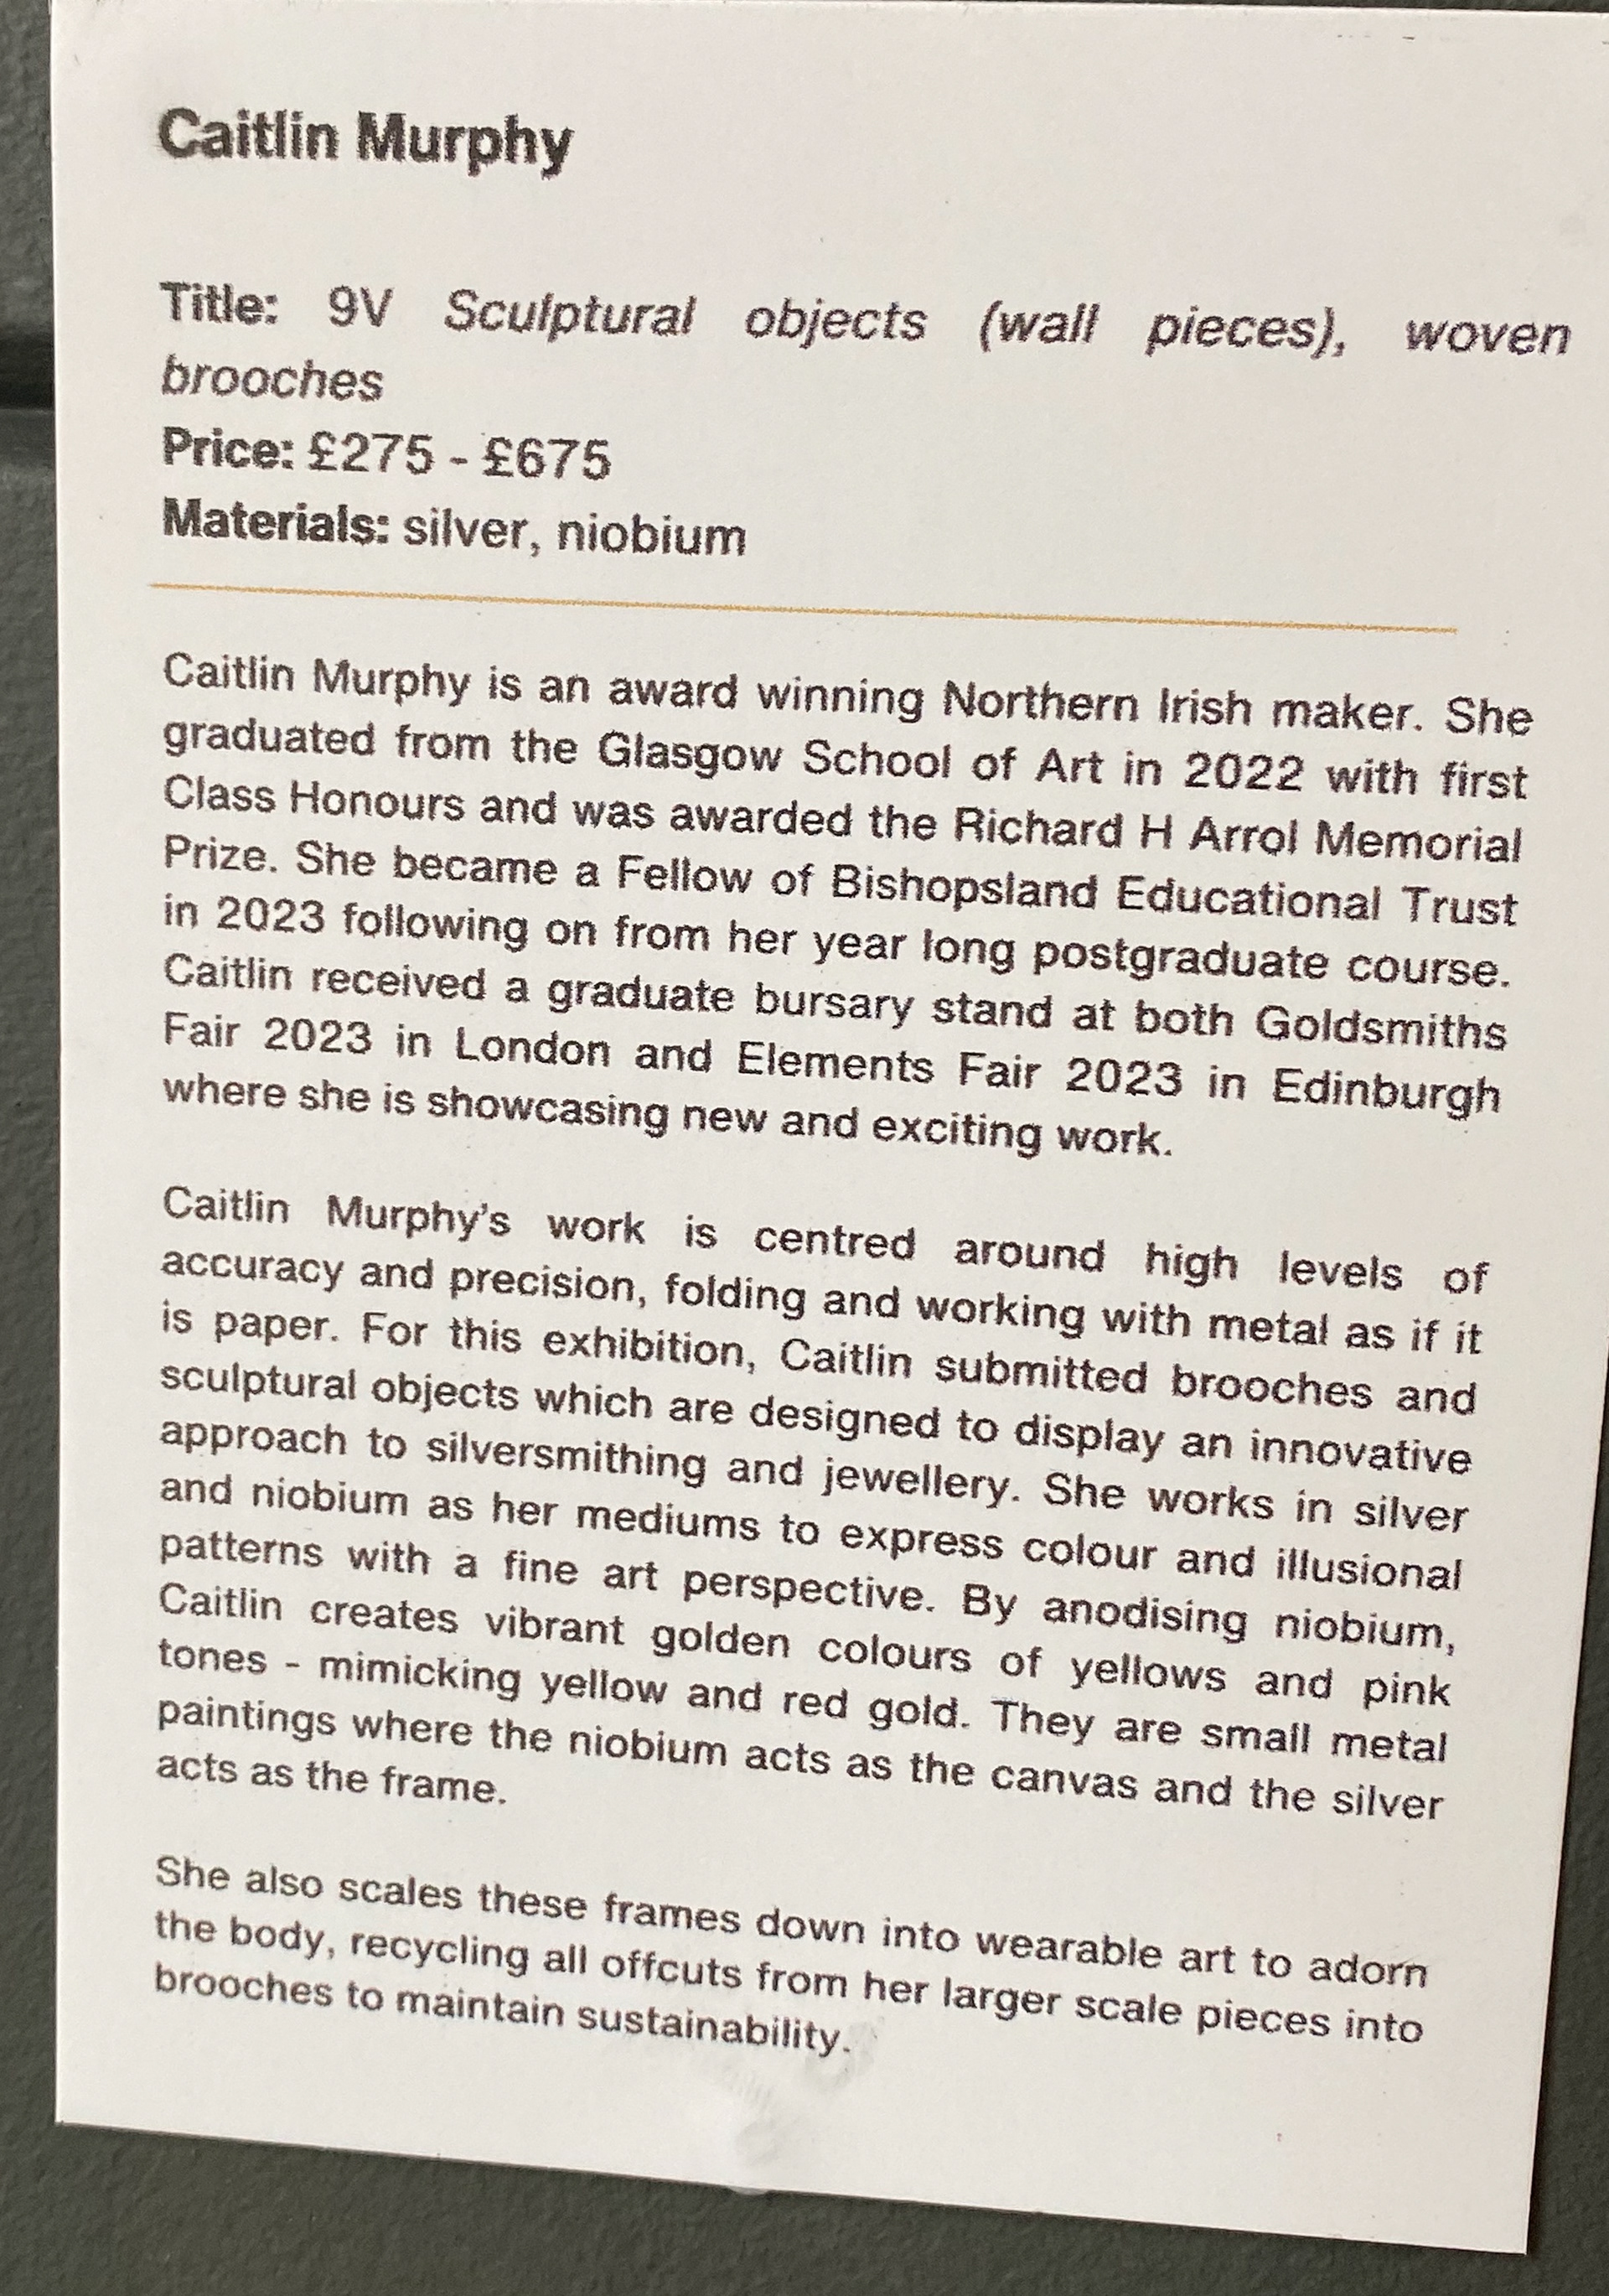 Caitlin Murphy
Title: 9V Sculptural objects (wall pieces), woven
brooches
Price: £275 - £675
Materials: silver, niobium
Caitlin Murphy is an award winning Northern Irish maker. She
graduated from the Glasgow School of Art in 2022 with first
Class Honours and was awarded the Richard H Arrol Memorial
Prize. She became a Fellow of Bishopsland Educational Trust
in 2023 following on from her year long postgraduate course.
Caitlin received a graduate bursary stand at both Goldsmiths
Fair 2023 in London and Elements Fair 2023 in Edinburgh
where she is showcasing new and exciting work.
Caitlin Murphy's work is centred around high levels of
accuracy and precision, folding and working with metal as if it
is paper. For this exhibition, Caitlin submitted brooches and
sculptural objects which are designed to display an innovative
approach to silversmithing and jewellery. She works in silver
and niobium as her mediums to express colour and illusional
patterns with a fine art perspective. By anodising niobium,
Caitlin creates vibrant golden colours of yellows and pink
tones - mimicking yellow and red gold. They are small metal
paintings where the niobium acts as the canvas and the silver
acts as the frame.
She also scales these frames down into wearable art to adorn
the body, recycling all offcuts from her larger scale pieces into
brooches to maintain sustainability.